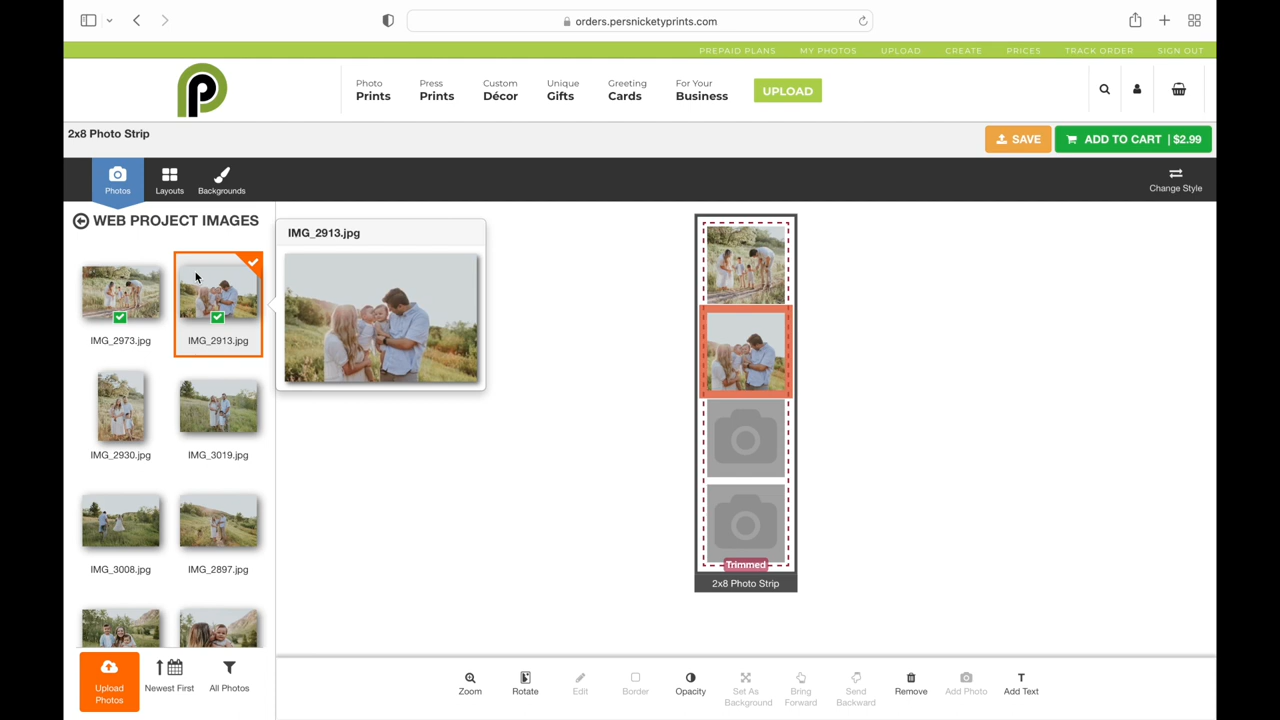 orders.persnicketyprints.com
PREPAID PLANS MY PHOTOS UPLOAD CREATE PRICES TRACK ORDER SIGN OUT
Photo Prints
Press Prints
Custom Décor
Unique Gifts
Greeting Cards
For Your Business
UPLOAD
2x8 Photo Strip
SAVE
ADD TO CART | $2.99
Photos
Layouts
Backgrounds
Change Style
WEB PROJECT IMAGES
IMG_2913.jpg
IMG_2973.jpg
IMG_2913.jpg
IMG_2930.jpg
IMG_3019.jpg
IMG_3008.jpg
IMG_2897.jpg
Trimmed
2x8 Photo Strip
Upload Photos
Newest First
All Photos
Zoom
Rotate
Edit
Border
Opacity
Set As Background
Bring Forward
Send Backward
Remove
Add Photo
T
Add Text